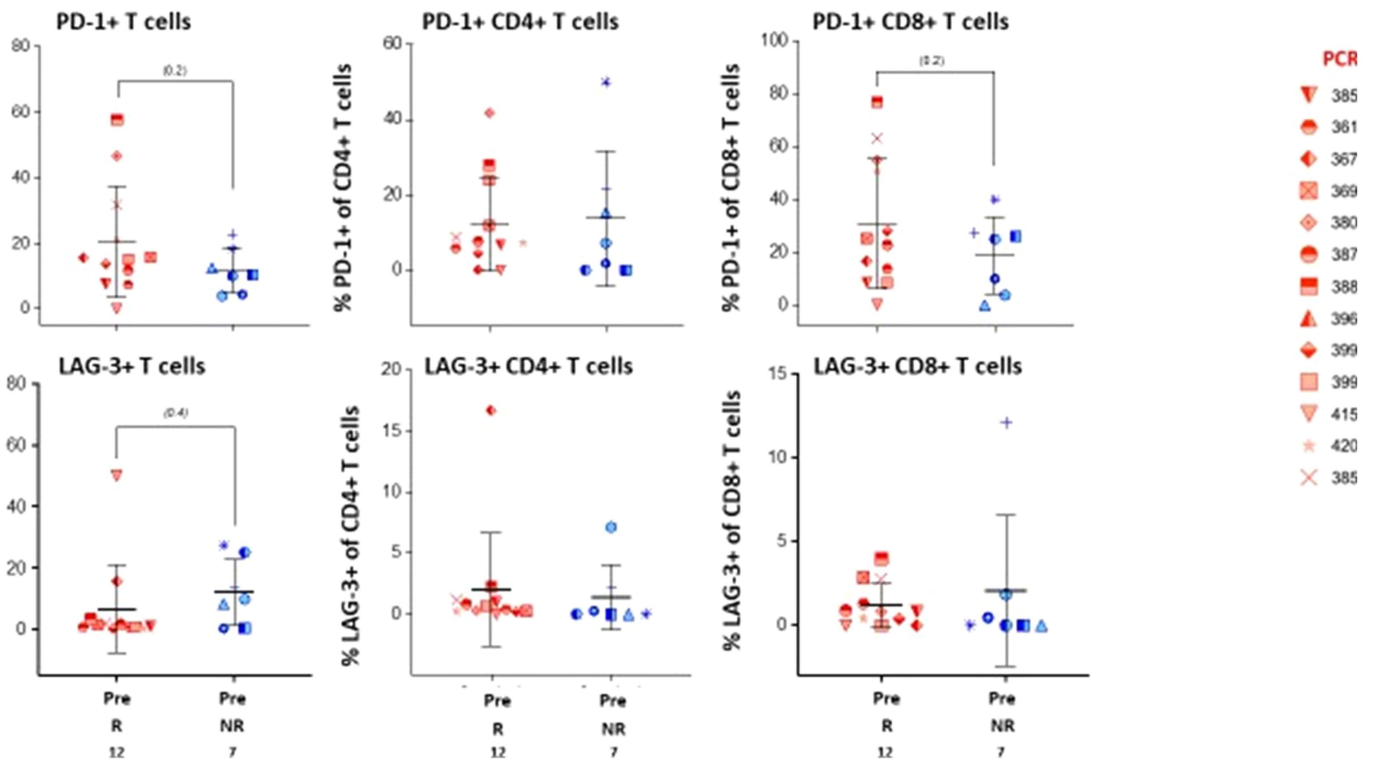 PD-1+ T cells
80
60
40
20
0
(0.2)
PD-1+ CD4+ T cells
% PD-1+ of CD4+ T cells
60
40
20
0
PD-1+ CD8+ T cells
% PD-1+ of CD8+ T cells
100
80
60
40
20
0
(0.2)
PCR
385
361
367
369
380
387
388
396
399
399
415
420
385
LAG-3+ T cells
80
60
40
20
0
(0.4)
LAG-3+ CD4+ T cells
% LAG-3+ of CD4+ T cells
20
15
10
5
0
LAG-3+ CD8+ T cells
% LAG-3+ of CD8+ T cells
15
10
5
0
Pre Pre
R NR
12 7
Pre Pre
R NR
12 7
Pre Pre
R NR
12 7